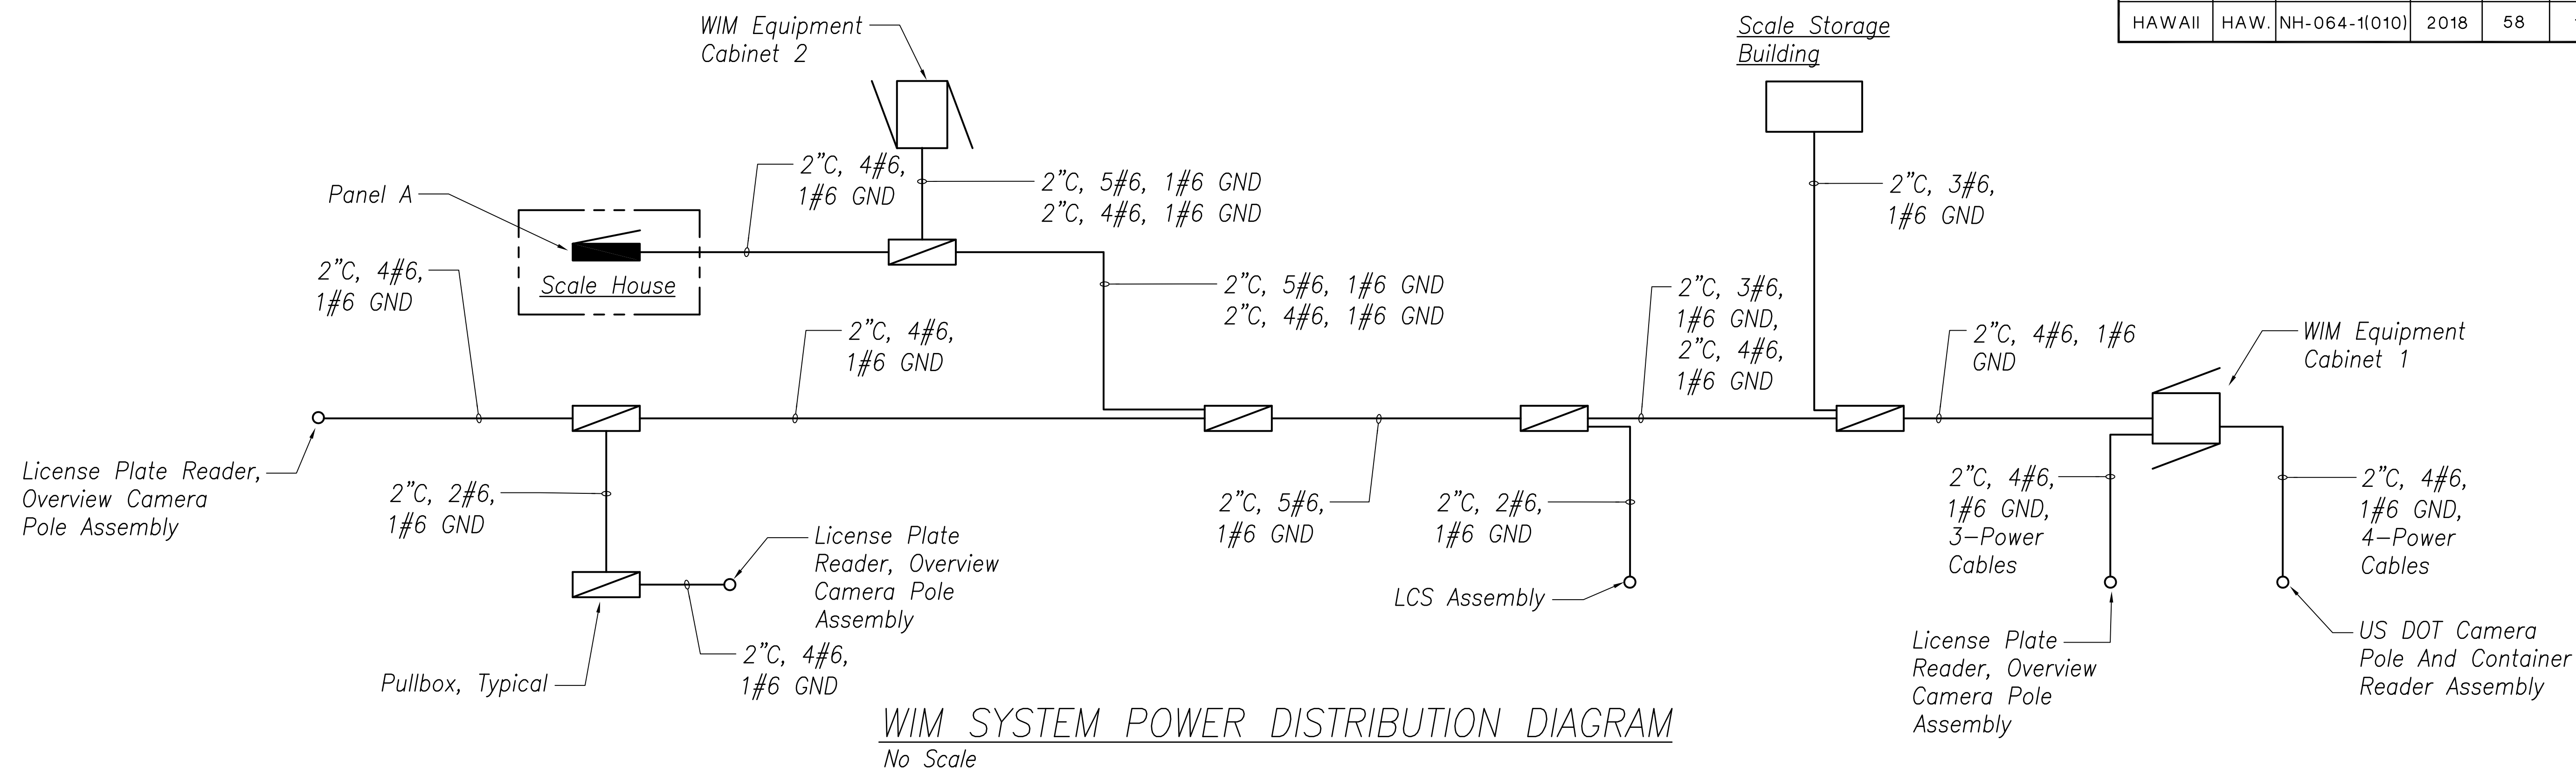 HAWAII HAW. NH-064-1(010) 2018 58
WIM Equipment
Cabinet 2
Scale Storage
Building
2"C, 4#6,
1#6 GND
2"C, 5#6, 1#6 GND
2"C, 4#6, 1#6 GND
2"C, 3#6,
1#6 GND
Panel A
Scale House
2"C, 4#6,
1#6 GND
2"C, 5#6, 1#6 GND
2"C, 4#6, 1#6 GND
2"C, 3#6,
1#6 GND,
2"C, 4#6,
1#6 GND
2"C, 4#6,
1#6 GND
2"C, 4#6, 1#6
GND
WIM Equipment
Cabinet 1
License Plate Reader,
Overview Camera
Pole Assembly
2"C, 2#6,
1#6 GND
2"C, 5#6,
1#6 GND
2"C, 2#6,
1#6 GND
2"C, 4#6,
1#6 GND,
3-Power
Cables
2"C, 4#6,
1#6 GND,
4-Power
Cables
License Plate
Reader, Overview
Camera Pole
Assembly
LCS Assembly
Pullbox, Typical
2"C, 4#6,
1#6 GND
License Plate
Reader, Overview
Camera Pole
Assembly
US DOT Camera
Pole And Container
Reader Assembly
WIM SYSTEM POWER DISTRIBUTION DIAGRAM
No Scale